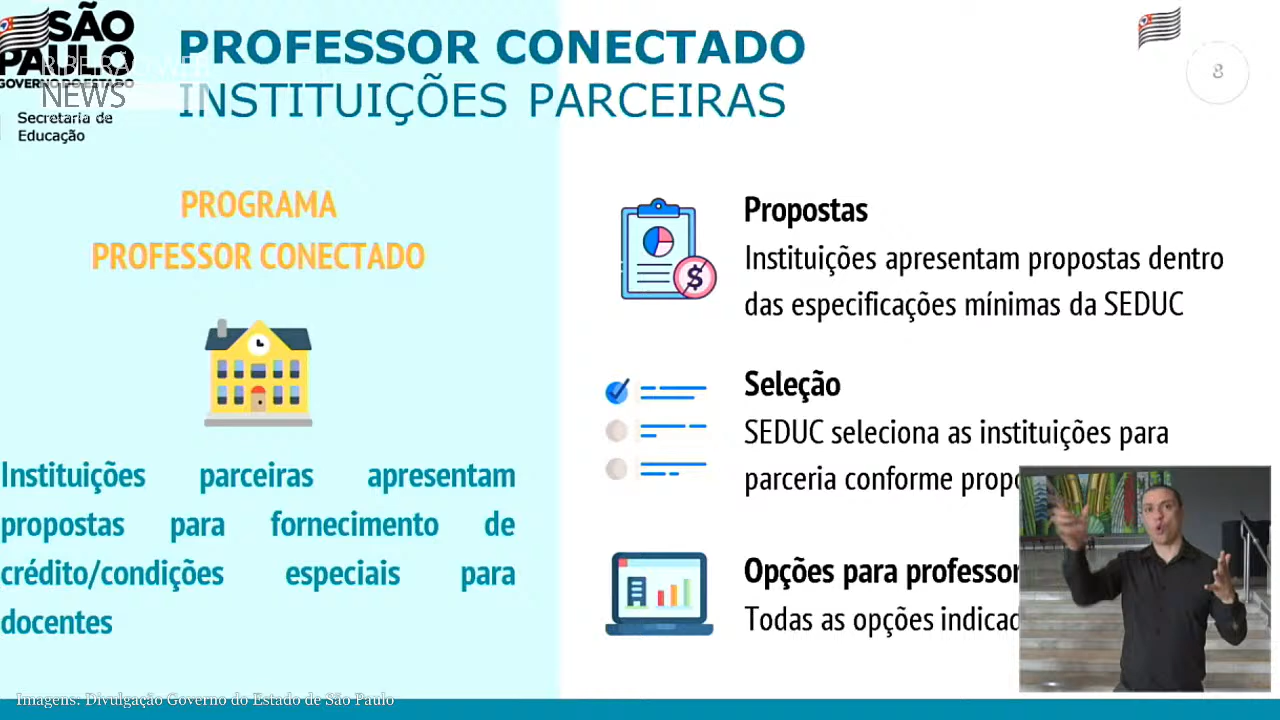 SÃO
PAULO
GOVERNO DO ESTADO
NEWS
Secretaria de
Educação
PROFESSOR CONECTADO
INSTITUIÇÕES PARCEIRAS
8
PROGRAMA
PROFESSOR CONECTADO
Instituições parceiras apresentam
propostas para fornecimento de
crédito/condições especiais para
docentes
Propostas
Instituições apresentam propostas dentro
das especificações mínimas da SEDUC
Seleção
SEDUC seleciona as instituições para
parceria conforme
Opções para
Todas as opções
Imagens: Divulgação Governo do Estado de São Paulo